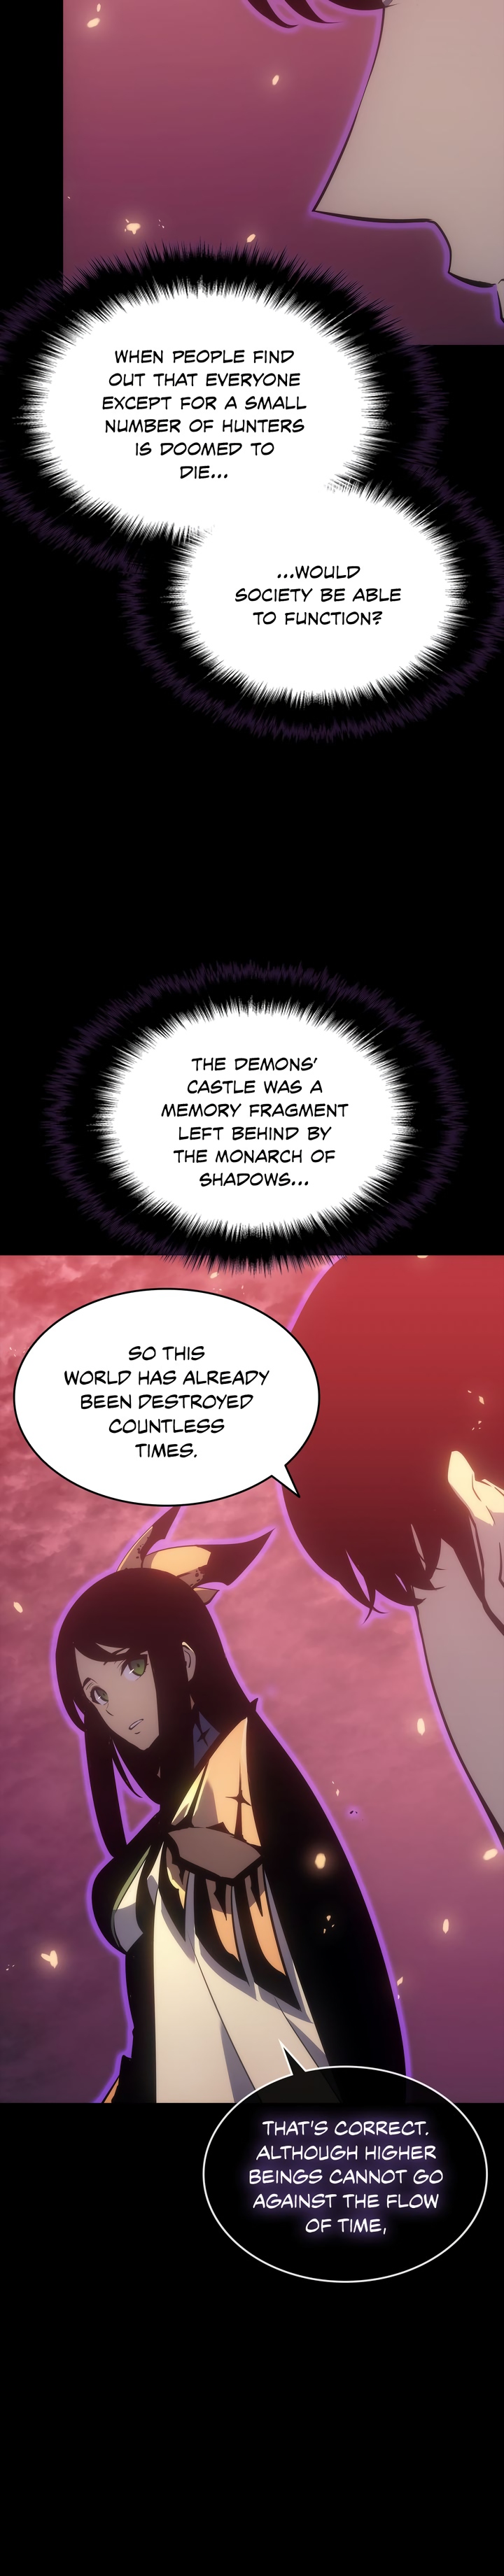 WHEN PEOPLE FIND
OUT THAT EVERYONE
EXCEPT FOR A SMALL
NUMBER OF HUNTERS
IS DOOMED TO
DIE...
...WOULD
SOCIETY BE ABLE
TO FUNCTION?
THE DEMONS'
CASTLE WAS A
MEMORY FRAGMENT
LEFT BEHIND BY
THE MONARCH OF
SHADOWS...
SO THIS
WORLD HAS ALREADY
BEEN DESTROYED
COUNTLESS
TIMES.
THAT'S CORRECT.
ALTHOUGH HIGHER
BEINGS CANNOT GO
AGAINST THE FLOW
OF TIME,